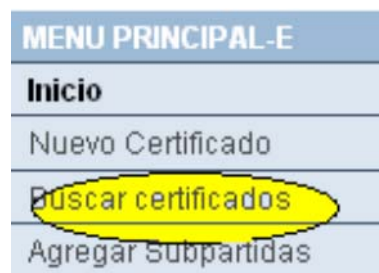 MENU PRINCIPAL-E
Inicio
Nuevo Certificado
Buscar certificados
Agregar Subpartidas